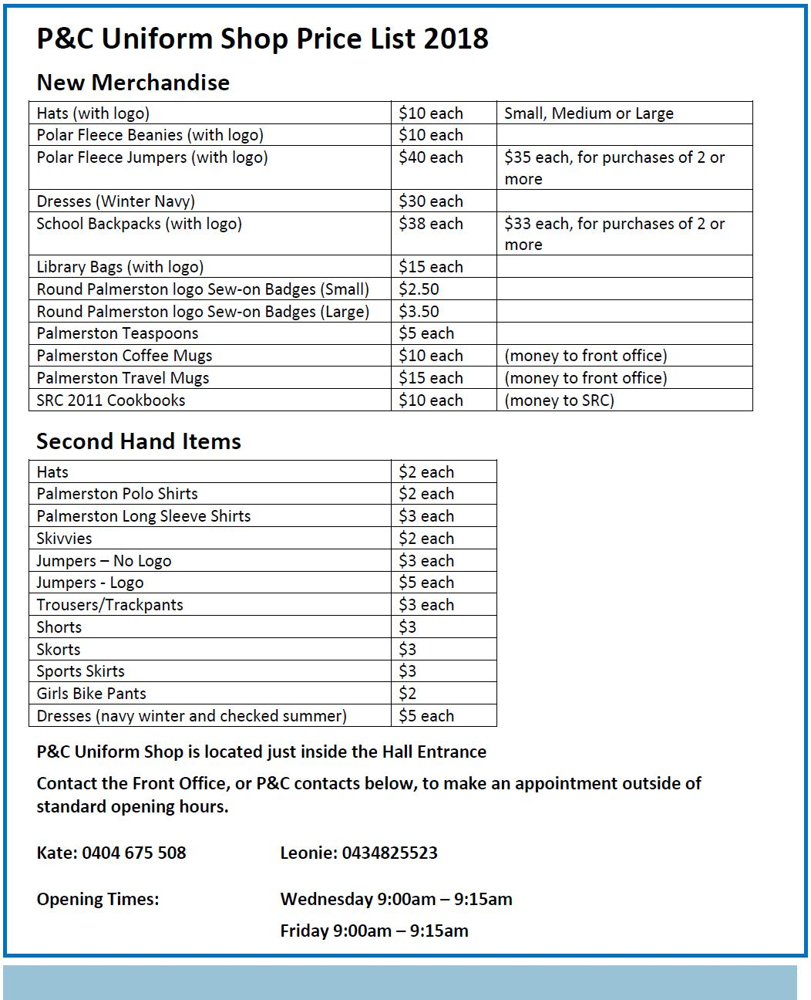 P&C Uniform Shop Price List 2018
New Merchandise
Hats (with logo) $10 each Small, Medium or Large
Polar Fleece Beanies (with logo) $10 each
Polar Fleece Jumpers (with logo) $40 each $35 each, for purchases of 2 or
more
Dresses (Winter Navy) $30 each
School Backpacks (with logo) $38 each $33 each, for purchases of 2 or
more
Library Bags (with logo) $15 each
Round Palmerston logo Sew-on Badges (Small) $2.50
Round Palmerston logo Sew-on Badges (Large) $3.50
Palmerston Teaspoons $5 each
Palmerston Coffee Mugs $10 each (money to front office)
Palmerston Travel Mugs $15 each (money to front office)
SRC 2011 Cookbooks $10 each (money to SRC)
Second Hand Items
Hats $2 each
Palmerston Polo Shirts $2 each
Palmerston Long Sleeve Shirts $3 each
Skivvies $2 each
Jumpers – No Logo $3 each
Jumpers - Logo $5 each
Trousers/Trackpants $3 each
Shorts $3
Skorts $3
Sports Skirts $3
Girls Bike Pants $2
Dresses (navy winter and checked summer) $5 each
P&C Uniform Shop is located just inside the Hall Entrance
Contact the Front Office, or P&C contacts below, to make an appointment outside of
standard opening hours.
Kate: 0404 675 508 Leonie: 0434825523
Opening Times: Wednesday 9:00am – 9:15am
Friday 9:00am – 9:15am